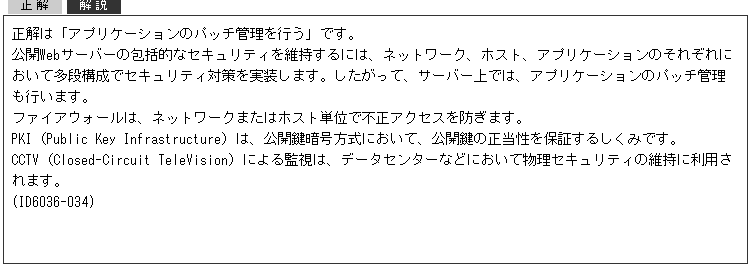 正解 解説
正解は「アプリケーションのパッチ管理を行う」です。
公開Webサーバーの包括的なセキュリティを維持するには、ネットワーク、ホスト、アプリケーションのそれぞれに
おいて多段構成でセキュリティ対策を実装します。したがって、サーバー上では、アプリケーションのパッチ管理
も行います。
ファイアウォールは、ネットワークまたはホスト単位で不正アクセスを防ぎます。
PKI (Public Key Infrastructure) は、公開鍵暗号方式において、公開鍵の正当性を保証するしくみです。
CCTV (Closed-Circuit TeleVision) による監視は、データセンターなどにおいて物理セキュリティの維持に利用さ
れます。
(ID6036-034)